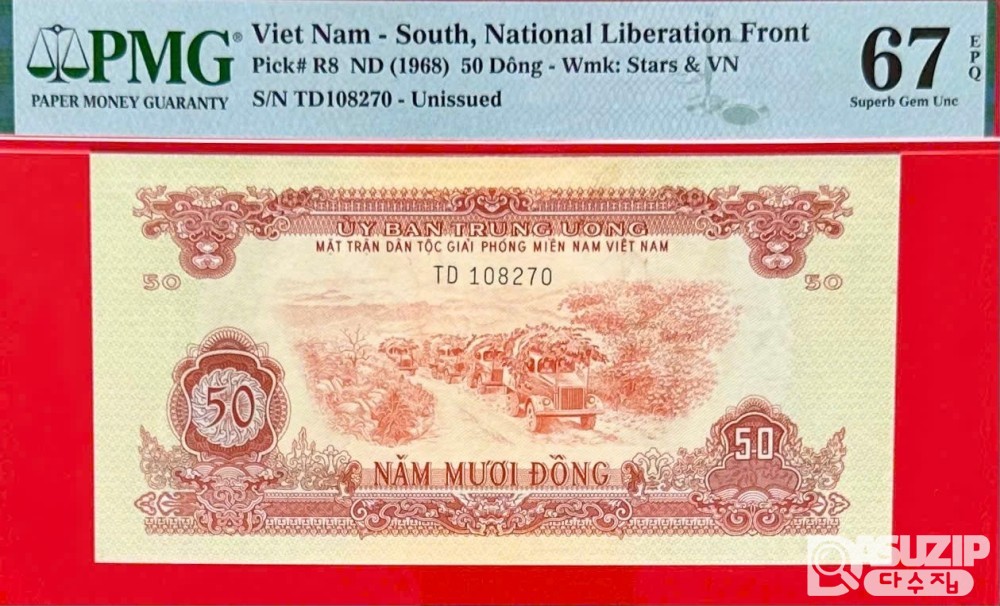 PMG®
PAPER MONEY GUARANTY
Viet Nam - South, National Liberation Front
Pick# R8 ND (1968) 50 Dông - Wmk: Stars & VN
S/N TD108270 - Unissued
67
EPQ
Superb Gem Unc
ỦY BAN TRUNG ƯƠNG
MẶT TRẬN DÂN TỘC GIẢI PHÓNG MIỀN NAM VIỆT NAM
TD 108270
50
50
50
50
NĂM MƯƠI ĐỒNG
ASUZIP
다수집